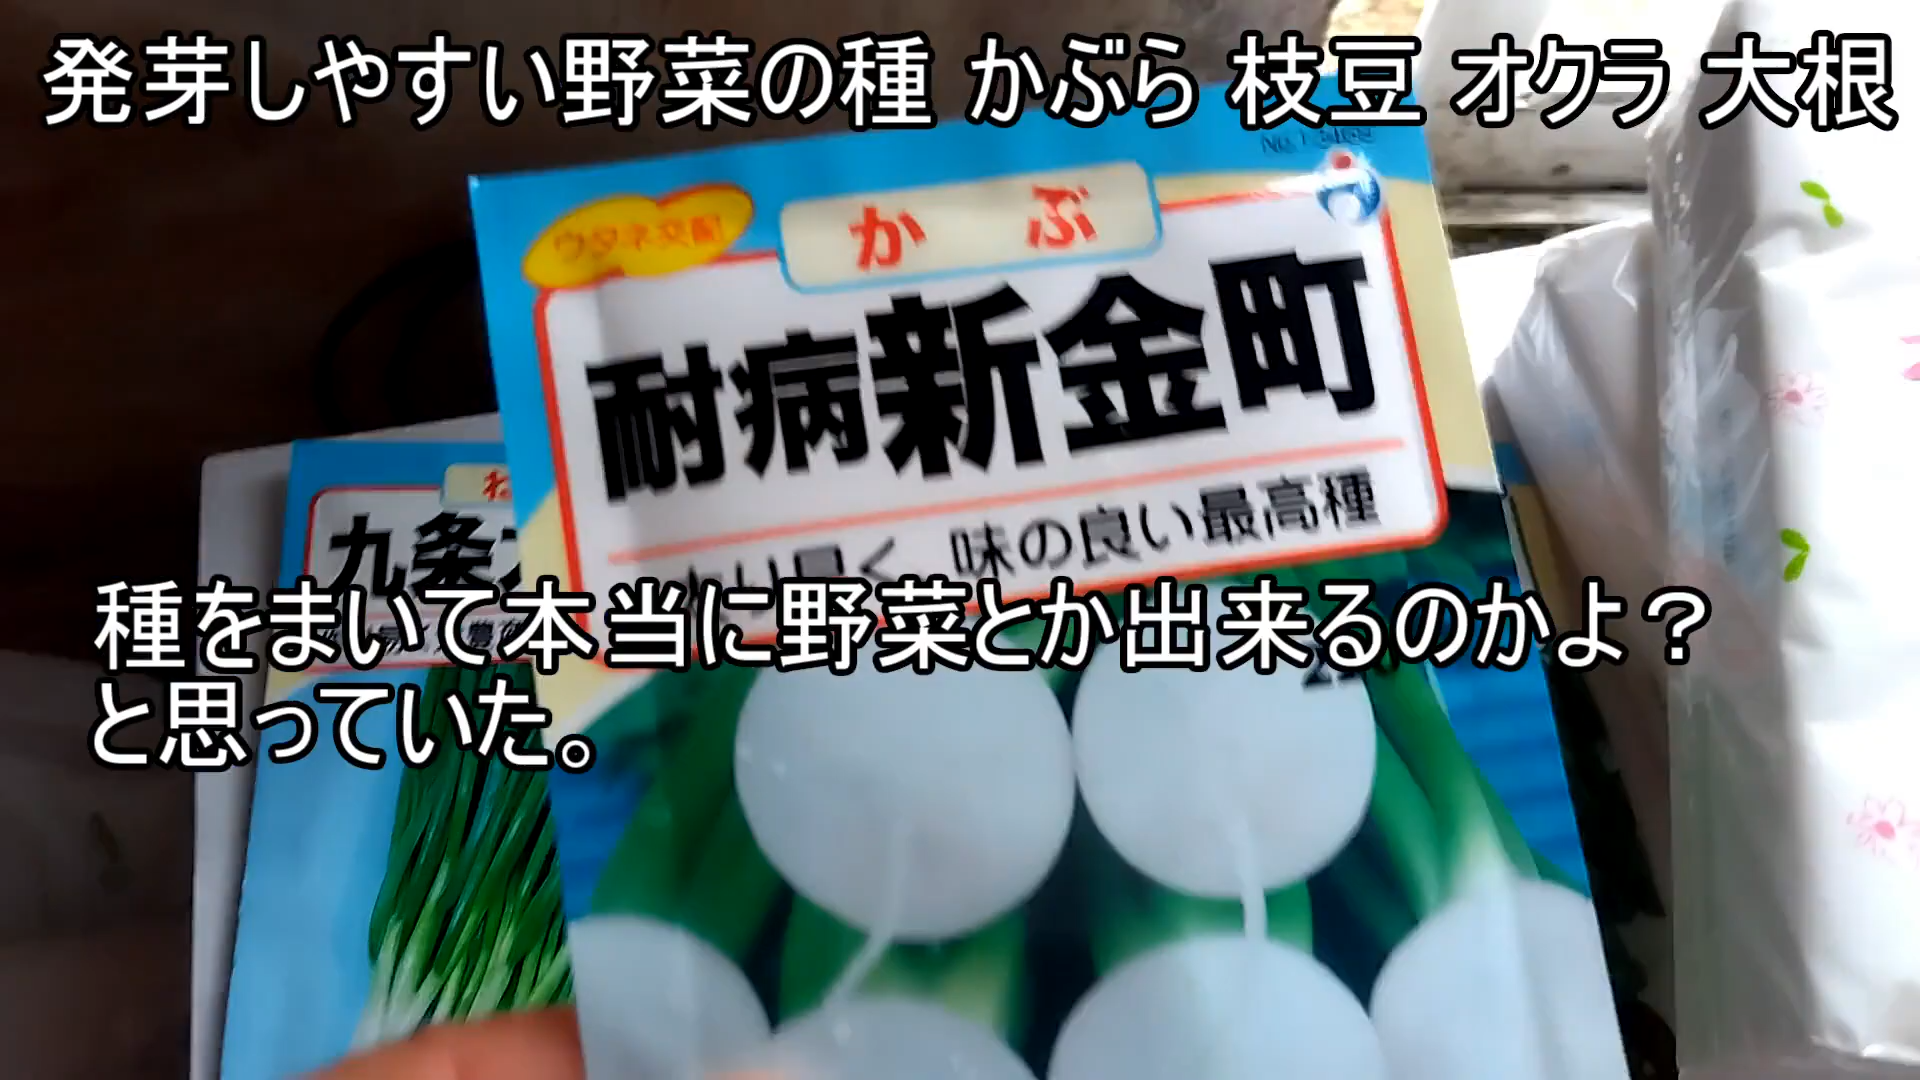 発芽しやすい野菜の種 かぶら 枝豆 オクラ 大根
ウタネ交配
かぶ
耐病新金町
味の良い最高種
九条
種をまいて本当に野菜とか出来るのかよ？
と思っていた。